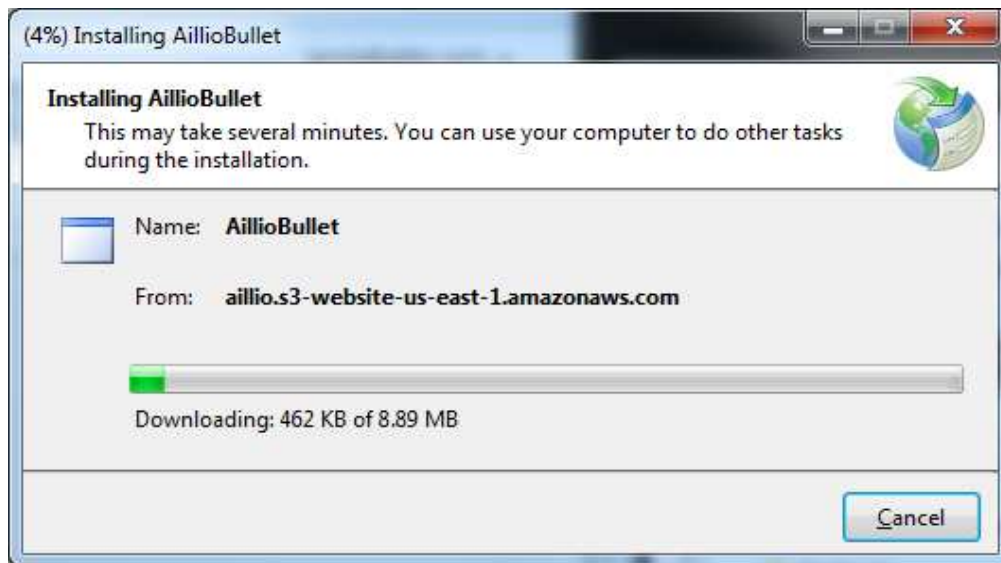 (4%) Installing AillioBullet
Installing AillioBullet
This may take several minutes. You can use your computer to do other tasks
during the installation.
Name: AillioBullet
From: aillio.s3-website-us-east-1.amazonaws.com
Downloading: 462 KB of 8.89 MB
Cancel